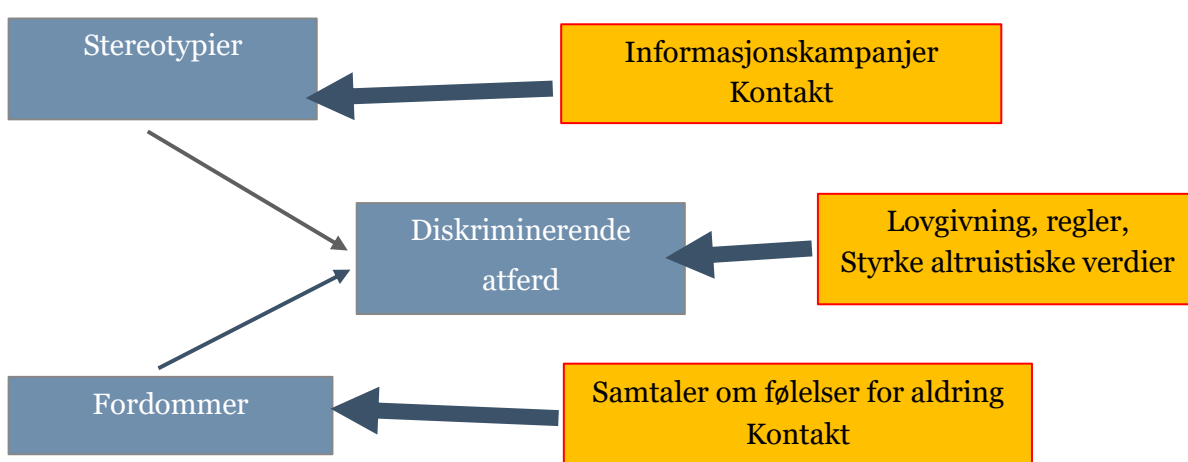 Stereotypier
Informasjonskampanjer
Kontakt
Diskriminerende
atferd
Lovgivning, regler,
Styrke altruistiske verdier
Fordommer
Samtaler om følelser for aldring
Kontakt